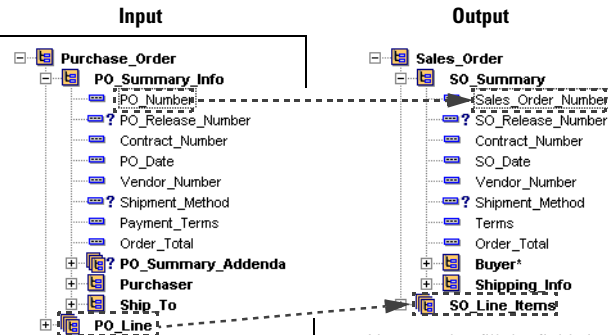 Input
Output
Purchase_Order
PO_Summary_Info
PO_Number
? PO_Release_Number
Contract_Number
PO_Date
Vendor_Number
? Shipment_Method
Payment_Terms
Order_Total
? PO_Summary_Addenda
Purchaser
Ship_To
PO_Line
Sales_Order
SO_Summary
Sales_Order_Number
? SO_Release_Number
Contract_Number
SO_Date
Vendor_Number
? Shipment_Method
Terms
Order_Total
Buyer*
Shipping_Info
SO_Line_Items